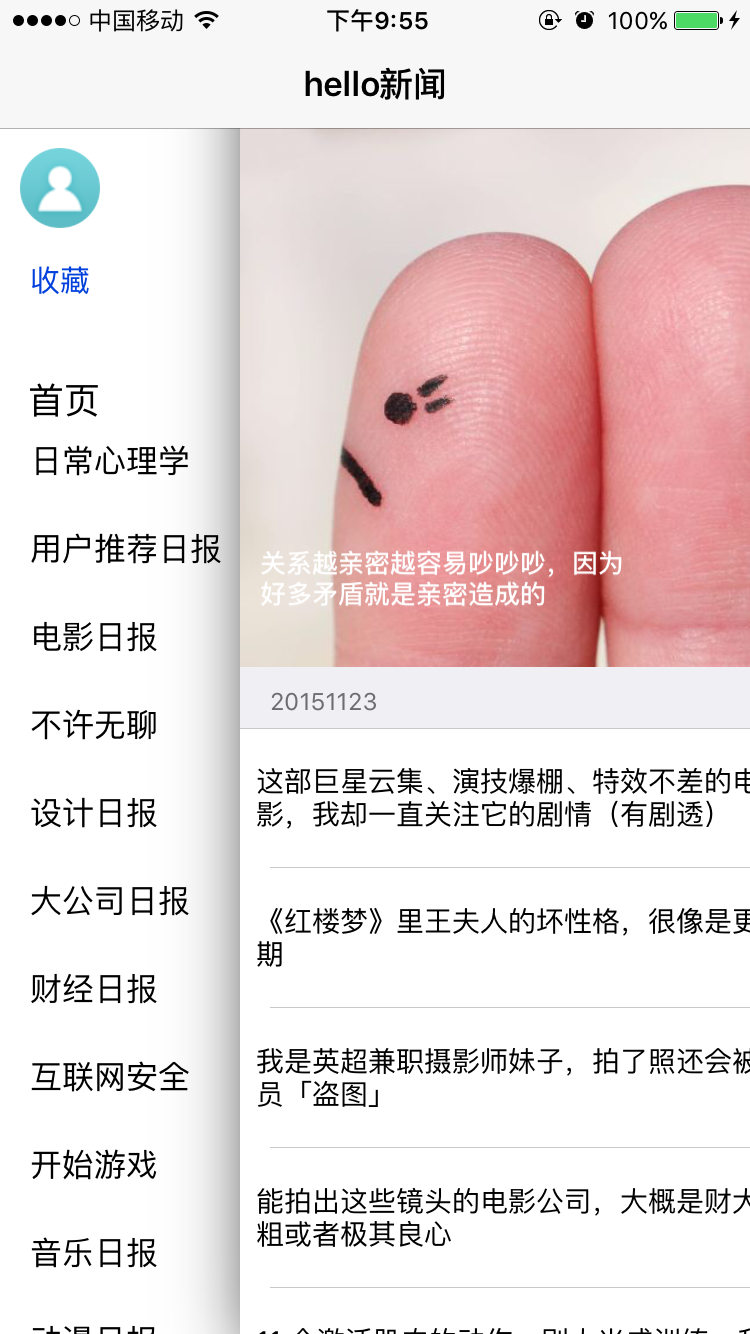 中国移动 下午9:55 100%
hello新闻
收藏
首页
日常心理学
用户推荐日报
电影日报
不许无聊
设计日报
大公司日报
财经日报
互联网安全
开始游戏
音乐日报
关系越亲密越容易吵吵吵，因为
好多矛盾就是亲密造成的
20151123
这部巨星云集、演技爆棚、特效不差的电
影，我却一直关注它的剧情（有剧透）
《红楼梦》里王夫人的坏性格，很像是更
期
我是英超兼职摄影师妹子，拍了照还会被
员「盗图」
能拍出这些镜头的电影公司，大概是财大
粗或者极其良心